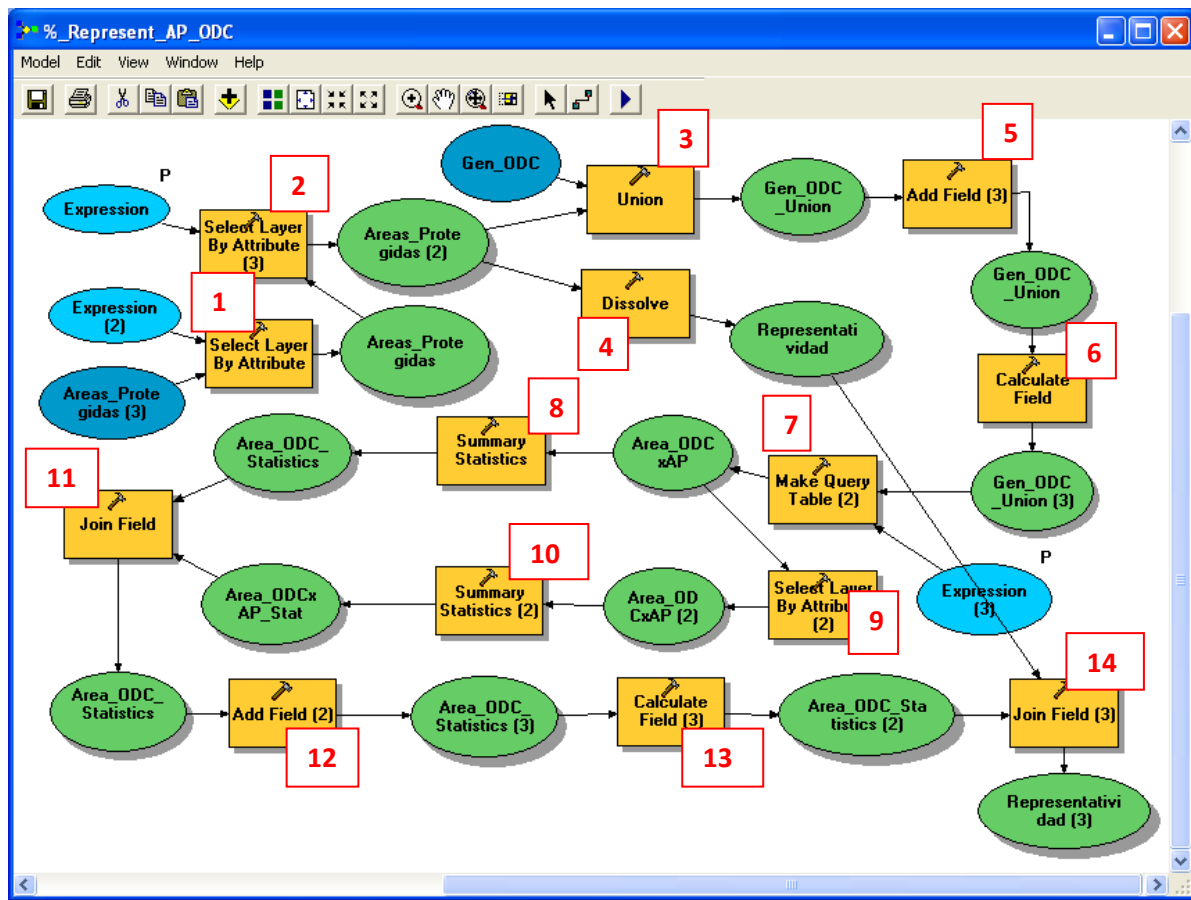 %_Represent_AP_ODC
Model Edit View Window Help
P
Expression
2
Select Layer
By Attribute
(3)
Areas_Prote
gidas (2)
Gen_ODC
3
Union
Gen_ODC
_Union
5
Add Field (3)
Expression
(2)
1
Select Layer
By Attribute
Areas_Prote
gidas
Areas_Prote
gidas (3)
Dissolve
4
Representati
vidad
Gen_ODC
_Union
6
Calculate
Field
11
Join Field
Area_ODC_
Statistics
8
Summary
Statistics
Area_ODC
xAP
7
Make Query
Table (2)
Gen_ODC
_Union (3)
P
Expression
(3)
Area_ODCx
AP_Stat
10
Summary
Statistics (2)
Area_OD
CxAP (2)
Select Layer
By Attribute
(2)
9
Area_ODC_
Statistics
Add Field (2)
12
Area_ODC_
Statistics (3)
Calculate
Field (3)
13
Area_ODC_Sta
tistics (2)
14
Join Field (3)
Representativi
dad (3)